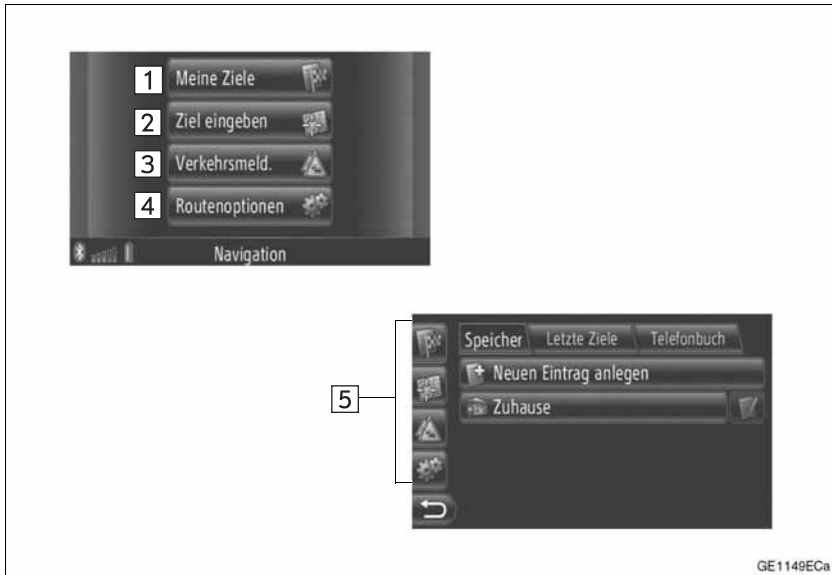 1 Meine Ziele
2 Ziel eingeben
3 Verkehrsmeld.
4 Routenoptionen
Navigation
5
Speicher Letzte Ziele Telefonbuch
Neuen Eintrag anlegen
Zuhause
GE1149ECa